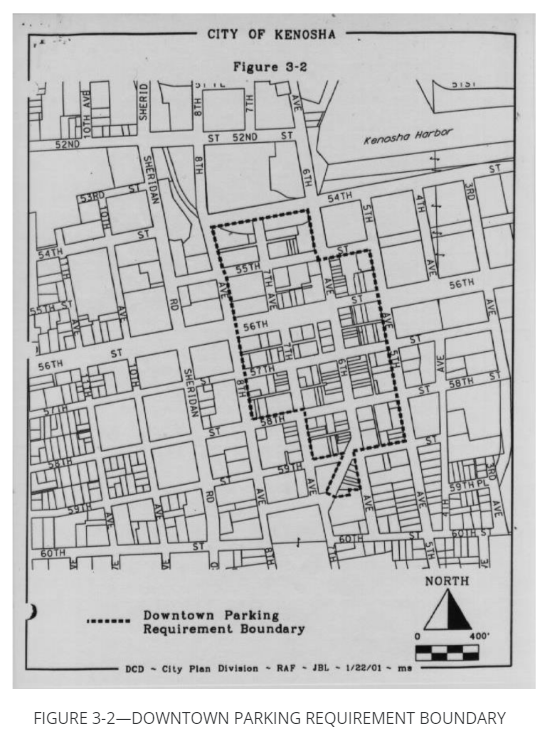 CITY OF KENOSHA
Figure 3-2
51ST
10TH AVE
SHERID
8TH
7TH
AVE
52ND
ST
52ND
ST
Kenosha Harbor
SHERIDAN
8TH
6TH
ST
53RD
ST
54TH
5TH
4TH
3RD
10TH
54TH
ST
ST
55TH
7TH
AVE
AVE
56TH
55TH
ST
AVE
AVE
RD
AVE
AVE
ST
AVE
AVE
56TH
56TH
ST
7TH
6TH
5TH
ST
AVE
10TH
SHERIDAN
57TH
8TH
ST
58TH
ST
57TH
58TH
ST
ST
58TH
59TH
ST
59TH PL
3RD
59TH
AVE
AVE
RD
AVE
AVE
AVE
AVE
AVE
60TH
ST
60TH
ST
60TH ST
8TH
7TH
5TH
NORTH
0
400'
Downtown Parking
Requirement Boundary
DCD ~ City Plan Division ~ RAF ~ JBL ~ 1/22/01 ~ ms
FIGURE 3-2—DOWNTOWN PARKING REQUIREMENT BOUNDARY